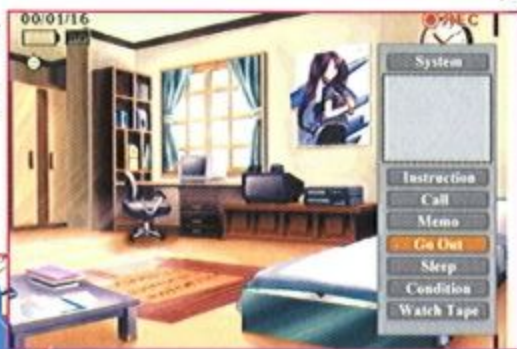 00/01/16
REC
System
Instruction
Call
Memo
Go Out
Sleep
Condition
Watch Tape